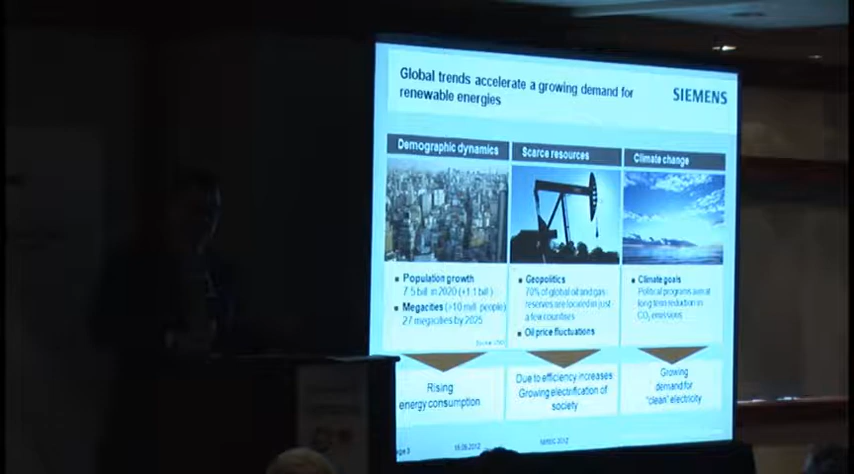 Global trends accelerate a growing demand for
renewable energies
SIEMENS
Demographic dynamics
Scarce resources
Climate change
Population growth
7.5 bill in 2020 (+1.1 bill)
Megacities (>10 mill people)
27 megacities by 2025
Geopolitics
70% of global oil and gas
reserves are located in just
a few countries
Oil price fluctuations
Climate goals
Political programs aim at
long term reduction in
CO₂ emissions
Rising
energy consumption
Due to efficiency increases
Growing electrification of
society
Growing
demand for
"clean" electricity
2012